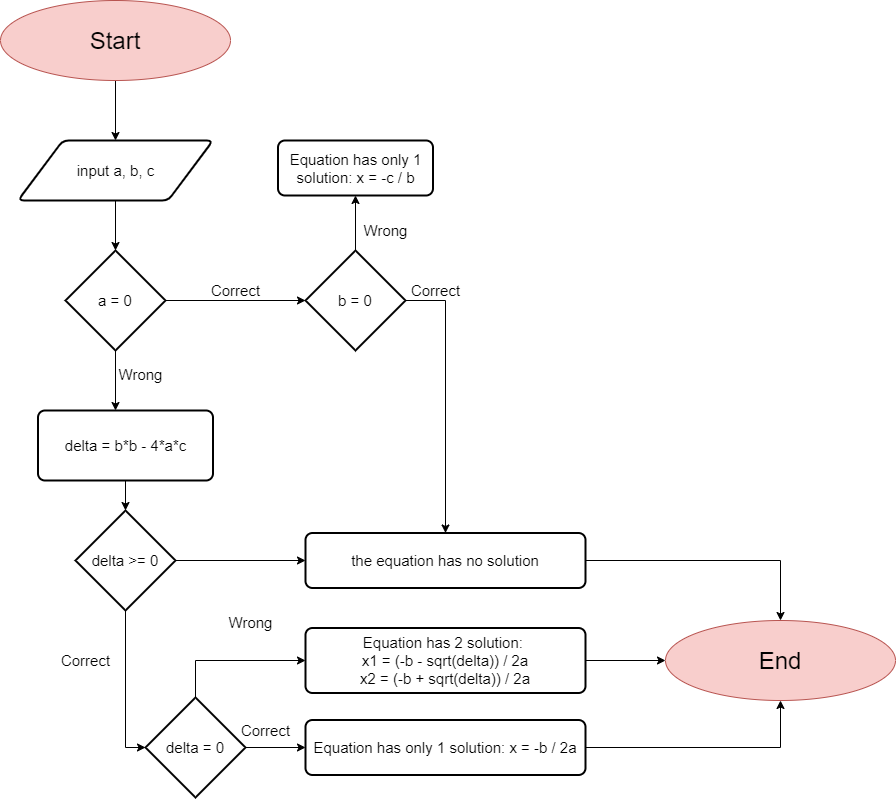 Start
input a, b, c
Equation has only 1
solution: x = -c / b
Wrong
a = 0
Correct
b = 0
Correct
Wrong
delta = b*b - 4*a*c
delta >= 0
the equation has no solution
Wrong
Correct
Equation has 2 solution:
x1 = (-b - sqrt(delta)) / 2a
x2 = (-b + sqrt(delta)) / 2a
End
delta = 0
Correct
Equation has only 1 solution: x = -b / 2a